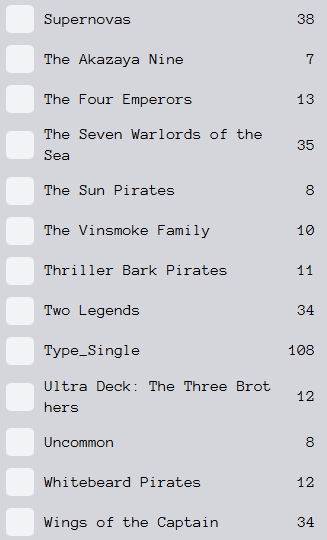 Supernovas 38
The Akazaya Nine 7
The Four Emperors 13
The Seven Warlords of the
Sea 35
The Sun Pirates 8
The Vinsmoke Family 10
Thriller Bark Pirates 11
Two Legends 34
Type_Single 108
Ultra Deck: The Three Brot
hers 12
Uncommon 8
Whitebeard Pirates 12
Wings of the Captain 34